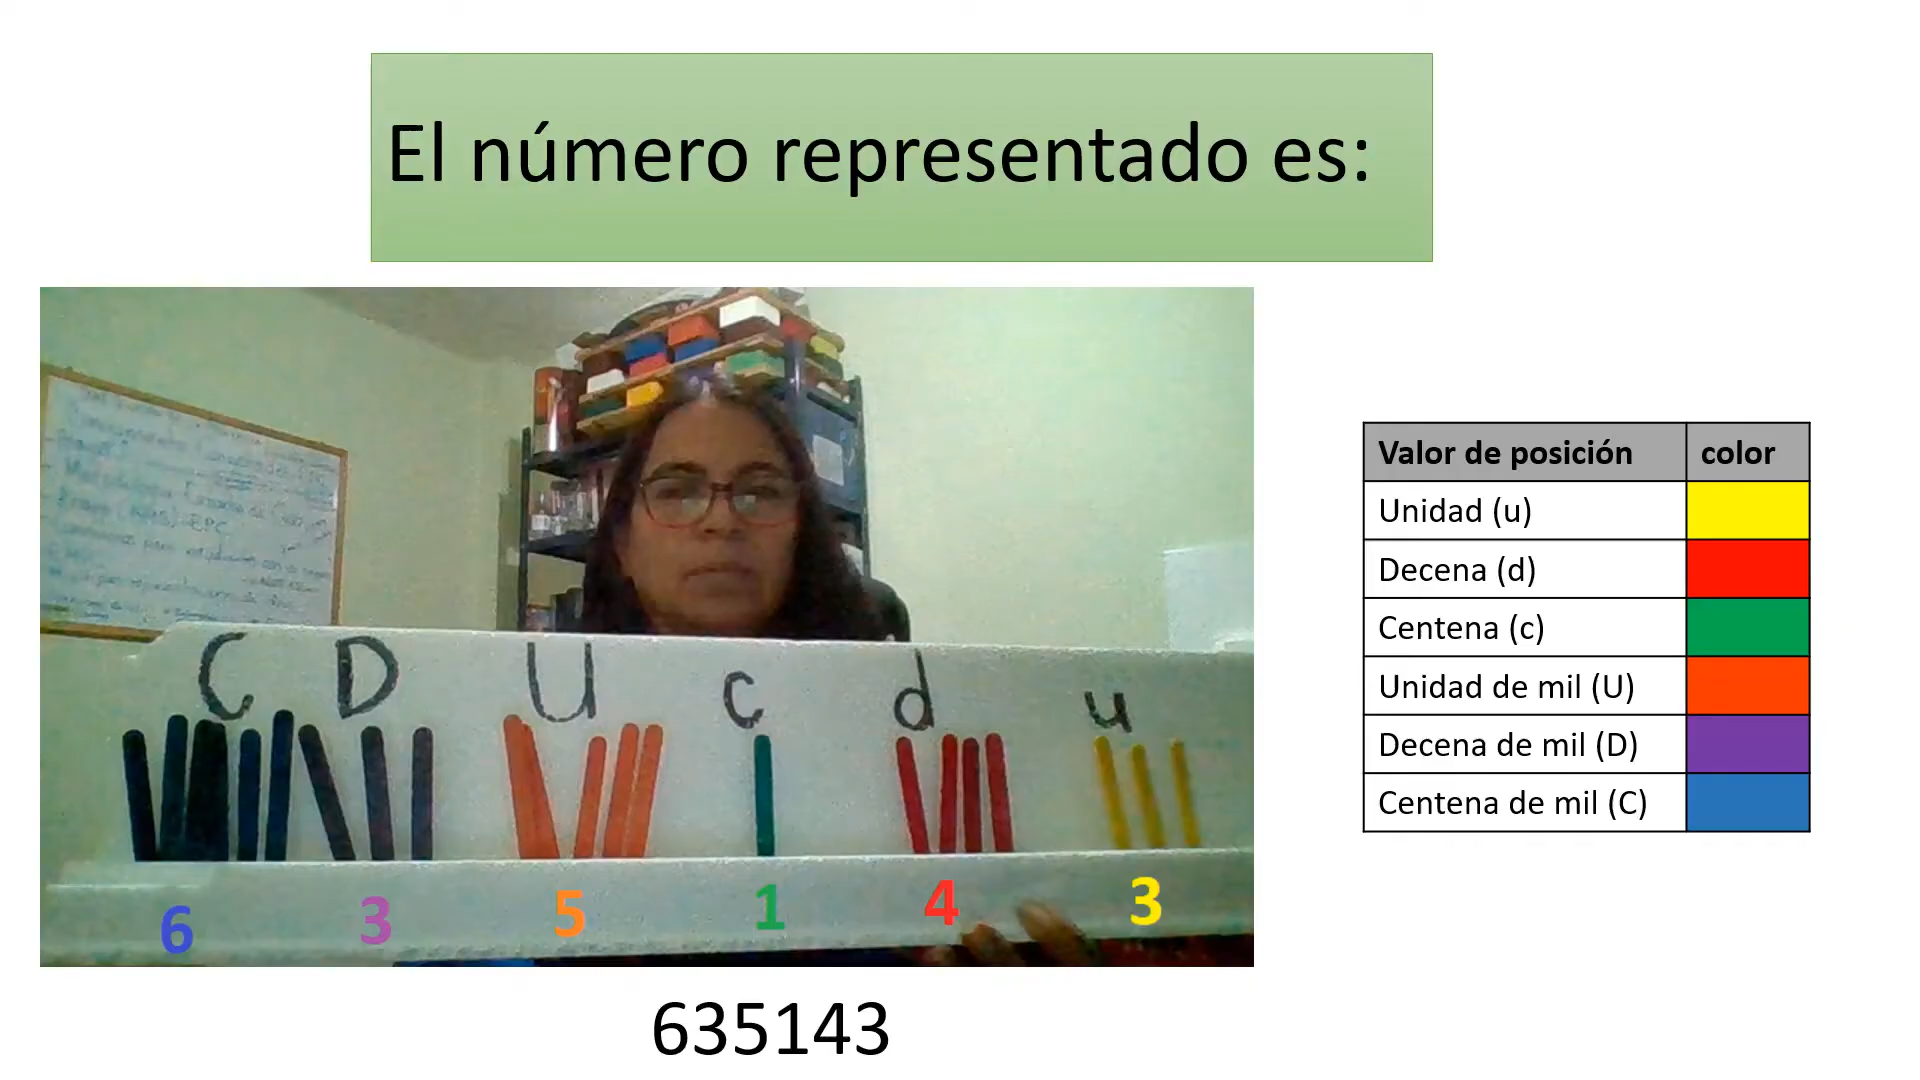 El número representado es:
C D U c d u
6 3 5 1 4 3
635143
Valor de posición color
Unidad (u)
Decena (d)
Centena (c)
Unidad de mil (U)
Decena de mil (D)
Centena de mil (C)